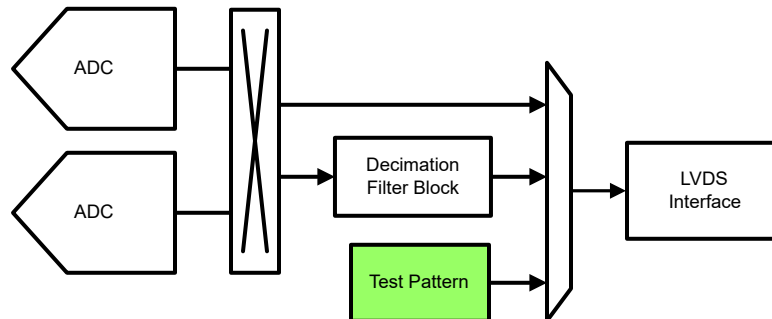 ADC
Decimation
Filter Block
LVDS
Interface
ADC
Test Pattern